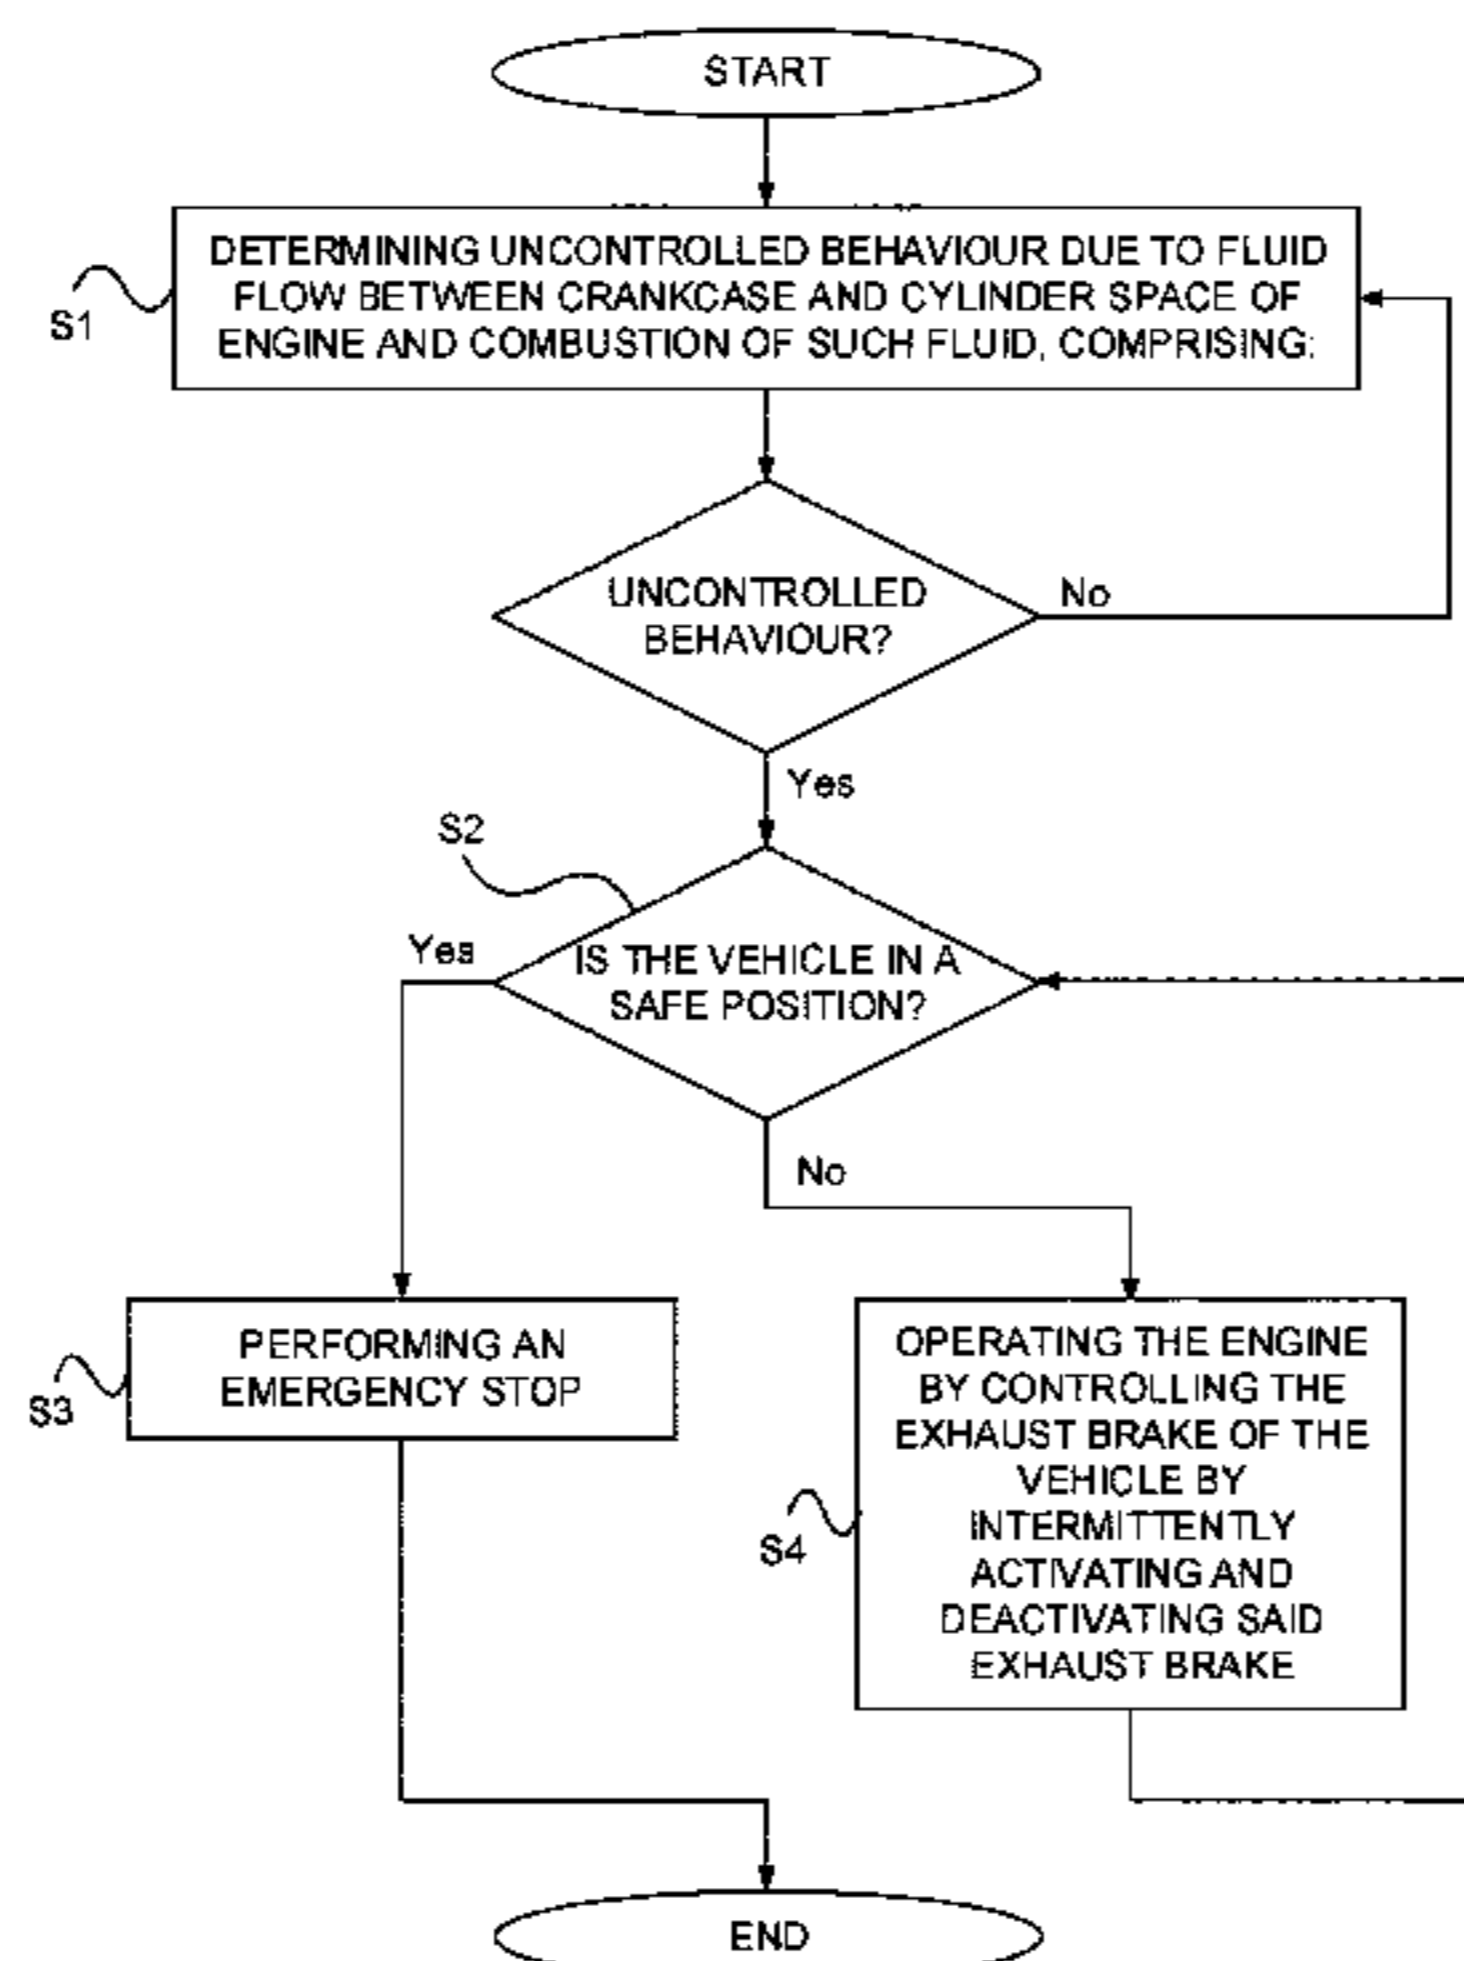 START
DETERMINING UNCONTROLLED BEHAVIOUR DUE TO FLUID
FLOW BETWEEN CRANKCASE AND CYLINDER SPACE OF
ENGINE AND COMBUSTION OF SUCH FLUID, COMPRISING:
S1
UNCONTROLLED
BEHAVIOUR?
No
Yes
S2
IS THE VEHICLE IN A
SAFE POSITION?
Yes
No
PERFORMING AN
EMERGENCY STOP
S3
OPERATING THE ENGINE
BY CONTROLLING THE
EXHAUST BRAKE OF THE
VEHICLE BY
INTERMITTENTLY
ACTIVATING AND
DEACTIVATING SAID
EXHAUST BRAKE
S4
END